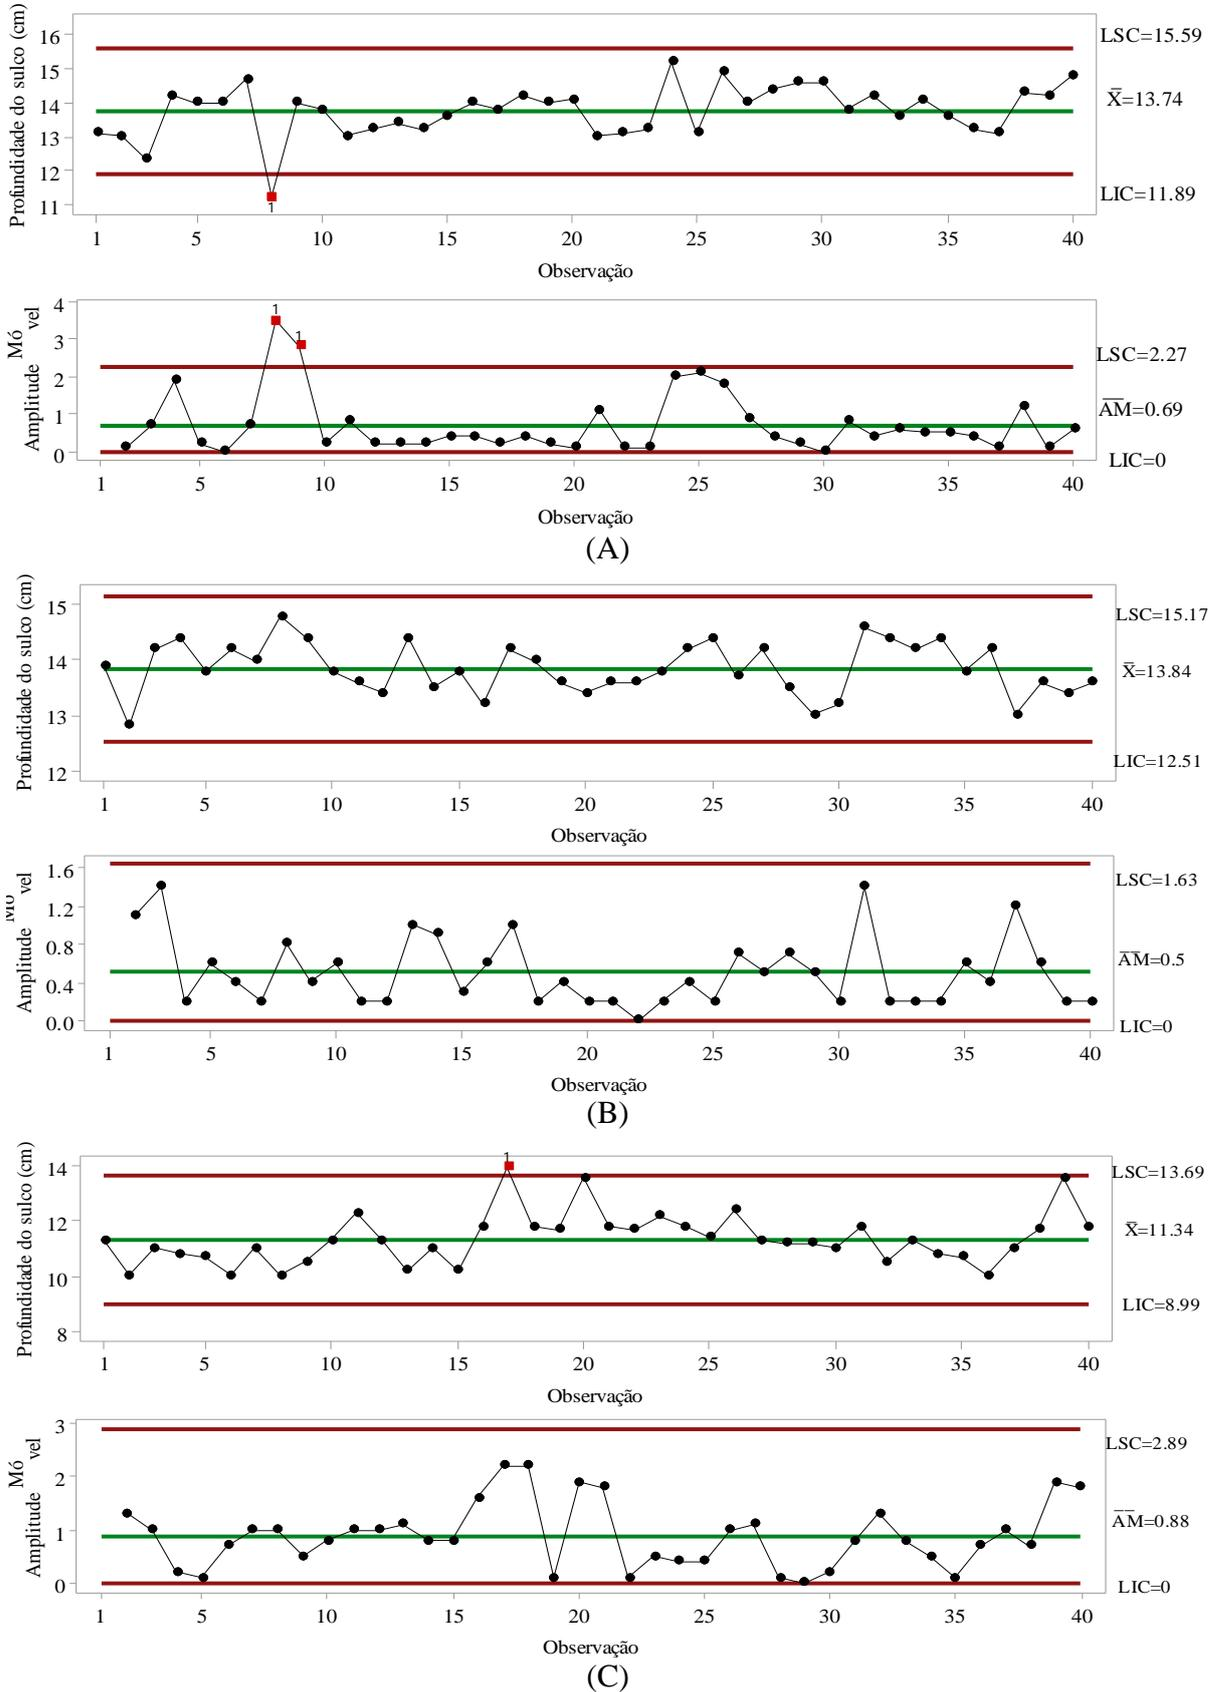 Profundidade do sulco (cm)
16
15
14
13
12
11
LSC=15.59
X̅=13.74
LIC=11.89
1
1 5 10 15 20 25 30 35 40
Observação
Amplitude Móvel
4
3
2
1
0
1
1
LSC=2.27
A̅M̅=0.69
LIC=0
1 5 10 15 20 25 30 35 40
Observação
(A)
Profundidade do sulco (cm)
15
14
13
12
LSC=15.17
X̅=13.84
LIC=12.51
1 5 10 15 20 25 30 35 40
Observação
Amplitude Móvel
1.6
1.2
0.8
0.4
0.0
LSC=1.63
A̅M̅=0.5
LIC=0
1 5 10 15 20 25 30 35 40
Observação
(B)
Profundidade do sulco (cm)
14
12
10
8
1
LSC=13.69
X̅=11.34
LIC=8.99
1 5 10 15 20 25 30 35 40
Observação
Amplitude Móvel
3
2
1
0
LSC=2.89
A̅M̅=0.88
LIC=0
1 5 10 15 20 25 30 35 40
Observação
(C)